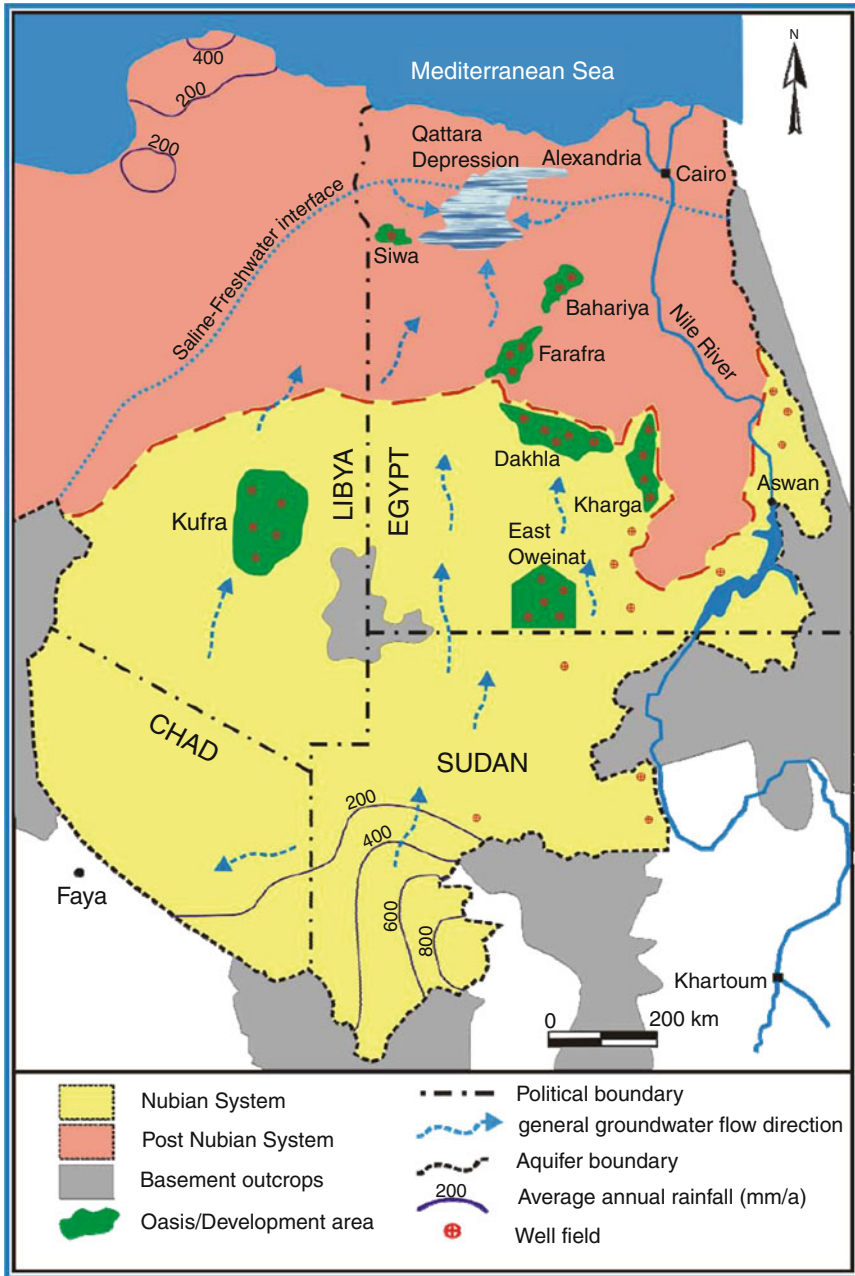 N
400
200
200
Mediterranean Sea
Qattara
Depression
Alexandria
Cairo
Saline-Freshwater interface
Siwa
Bahariya
Farafra
Nile River
Dakhla
Kharga
Aswan
LIBYA
EGYPT
Kufra
East
Oweinat
CHAD
SUDAN
200
400
600
800
Faya
Khartoum
0 200 km
Nubian System
Post Nubian System
Basement outcrops
Oasis/Development area
Political boundary
general groundwater flow direction
Aquifer boundary
200 Average annual rainfall (mm/a)
Well field